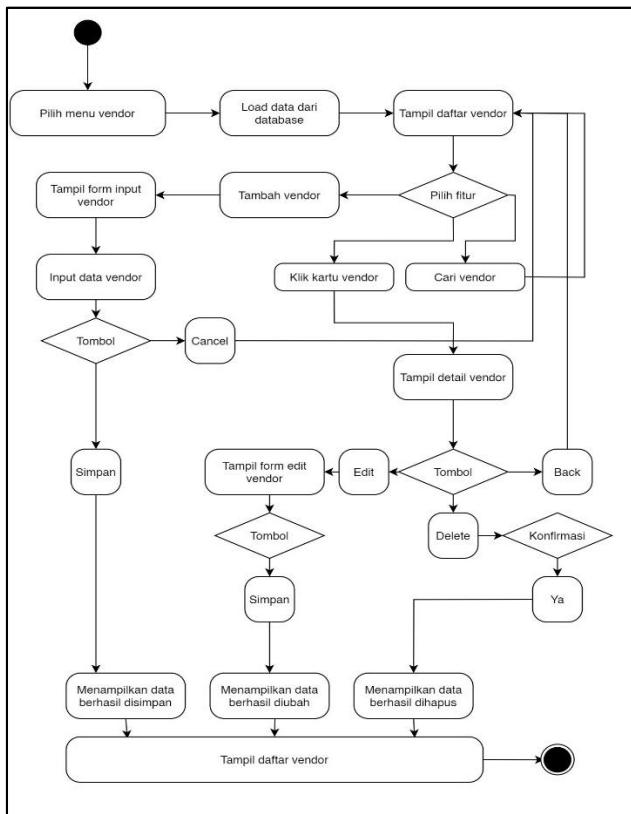 Pilih menu vendor
Load data dari
database
Tampil daftar vendor
Tampil form input
vendor
Tambah vendor
Pilih fitur
Input data vendor
Klik kartu vendor
Cari vendor
Tombol
Cancel
Tampil detail vendor
Simpan
Tampil form edit
vendor
Edit
Tombol
Back
Tombol
Delete
Konfirmasi
Simpan
Ya
Menampilkan data
berhasil disimpan
Menampilkan data
berhasil diubah
Menampilkan data
berhasil dihapus
Tampil daftar vendor